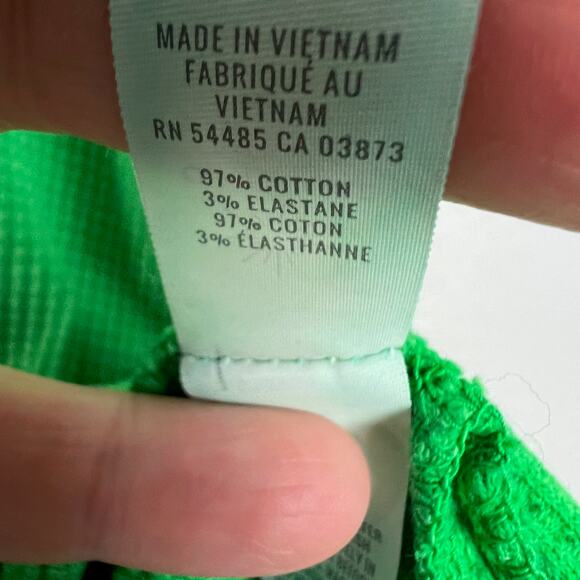 MADE IN VIETNAM
FABRIQUÉ AU
VIETNAM
RN 54485 CA 03873
97% COTTON
3% ELASTANE
97% COTON
3% ÉLASTHANNE